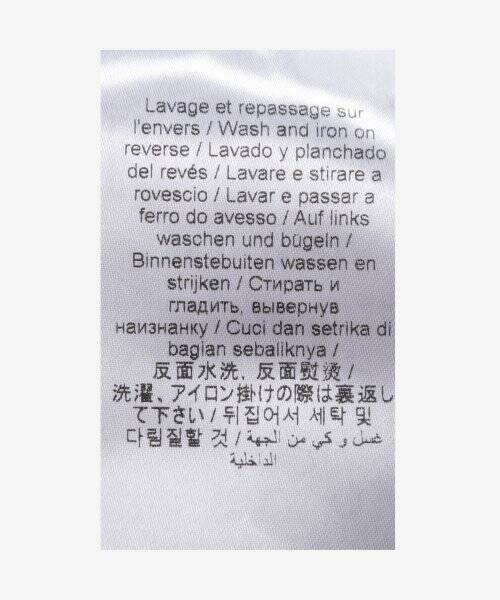 Lavage et repassage sur
l'envers / Wash and iron on
reverse / Lavado y planchado
del revés / Lavare e stirare a
rovescio / Lavar e passar a
ferro do avesso / Auf links
waschen und bügeln /
Binnenstebuiten wassen en
strijken / Стирать и
гладить, вывернув
наизнанку / Cuci dan setrika di
bagian sebaliknya /
反面水洗, 反面熨烫 /
洗濯、アイロン掛けの際は裏返し
て下さい / 뒤집어서 세탁 및
다림질할 것 / غسل و كي من الجهة
الداخلية